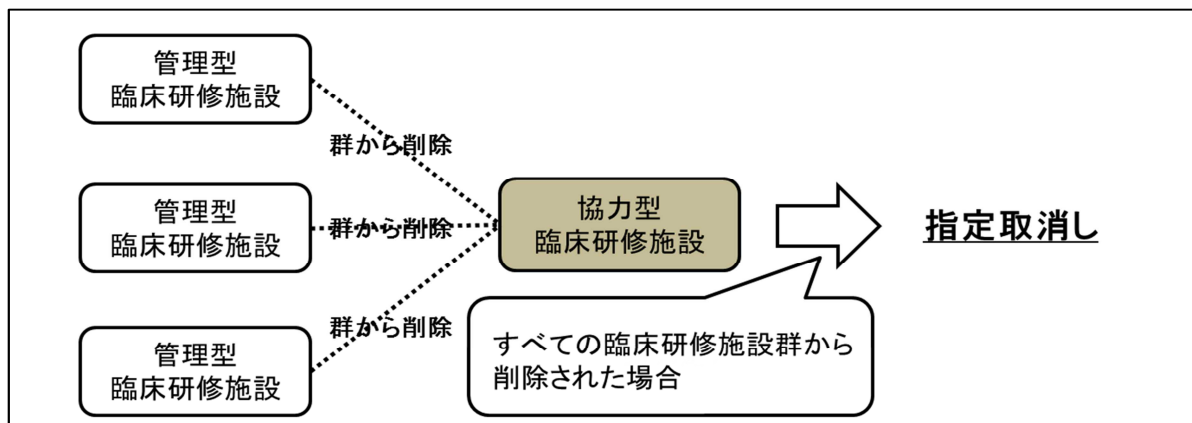 管理型
臨床研修施設
群から削除
管理型
臨床研修施設
群から削除
協力型
臨床研修施設
指定取消し
群から削除
管理型
臨床研修施設
すべての臨床研修施設群から
削除された場合